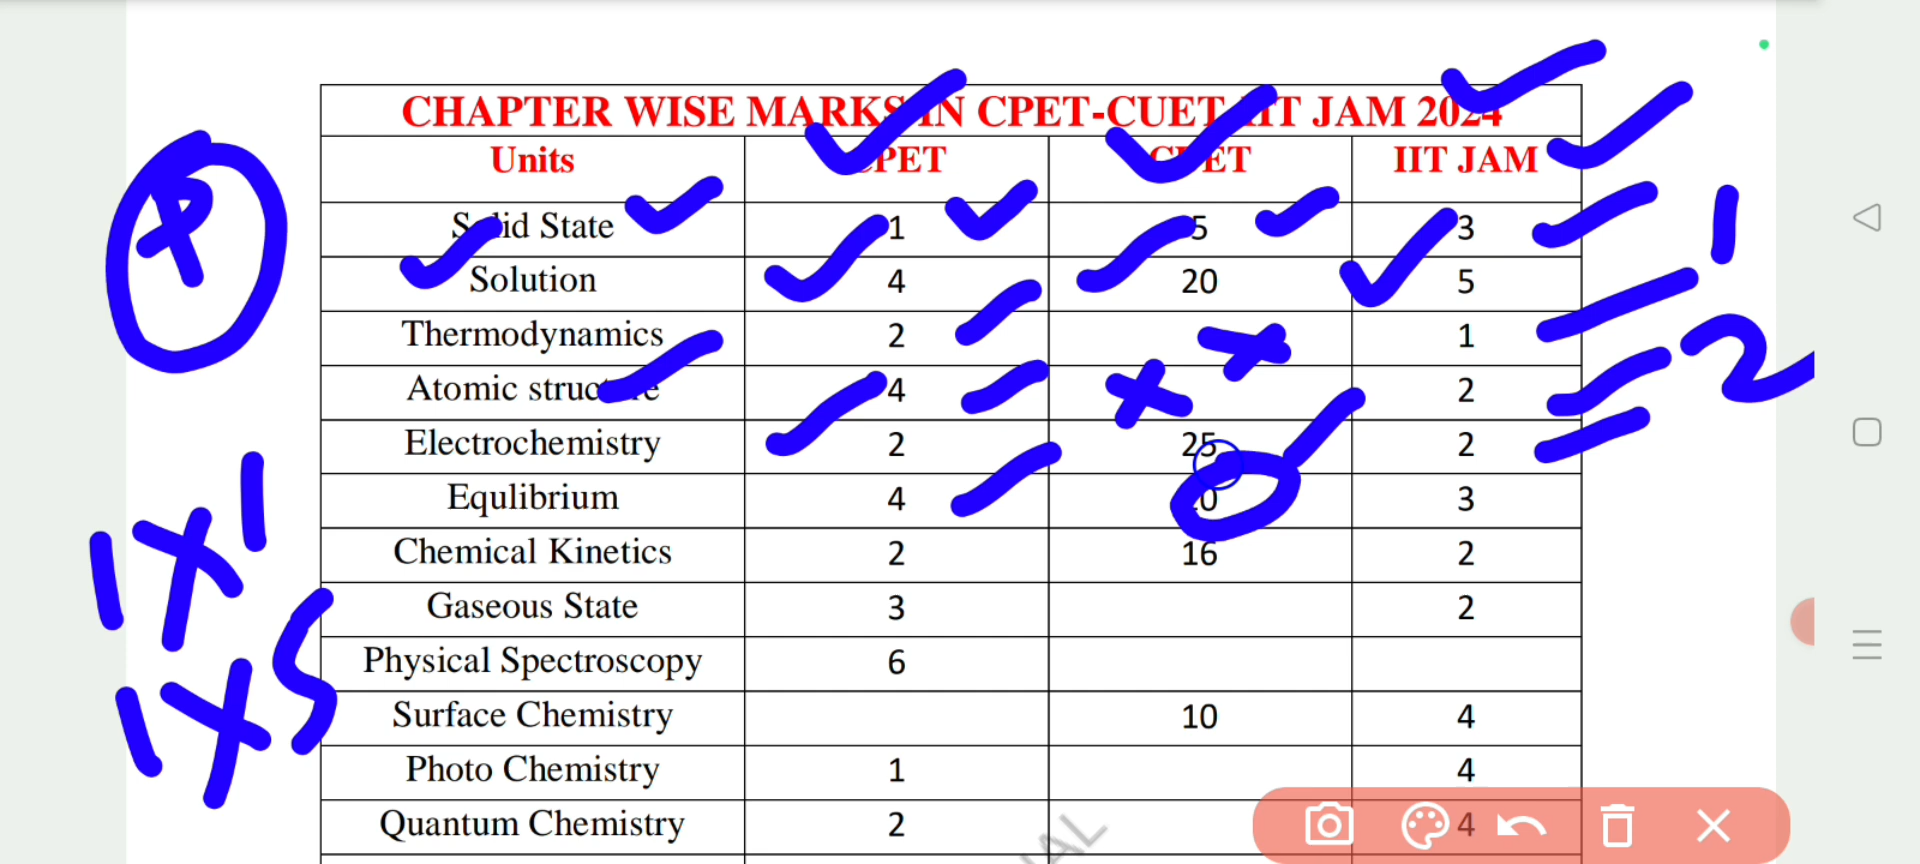 CHAPTER WISE MARKS IN CPET-CUET IIT JAM 2024
Units CPET CUET IIT JAM
Solid State 1 5 3
Solution 4 20 5
Thermodynamics 2 1
Atomic structure 4 2
Electrochemistry 2 25 2
Equlibrium 4 3
Chemical Kinetics 2 16 2
Gaseous State 3 2
Physical Spectroscopy 6
Surface Chemistry 10 4
Photo Chemistry 1 4
Quantum Chemistry 2 4
P
1
2
1X1
1X5